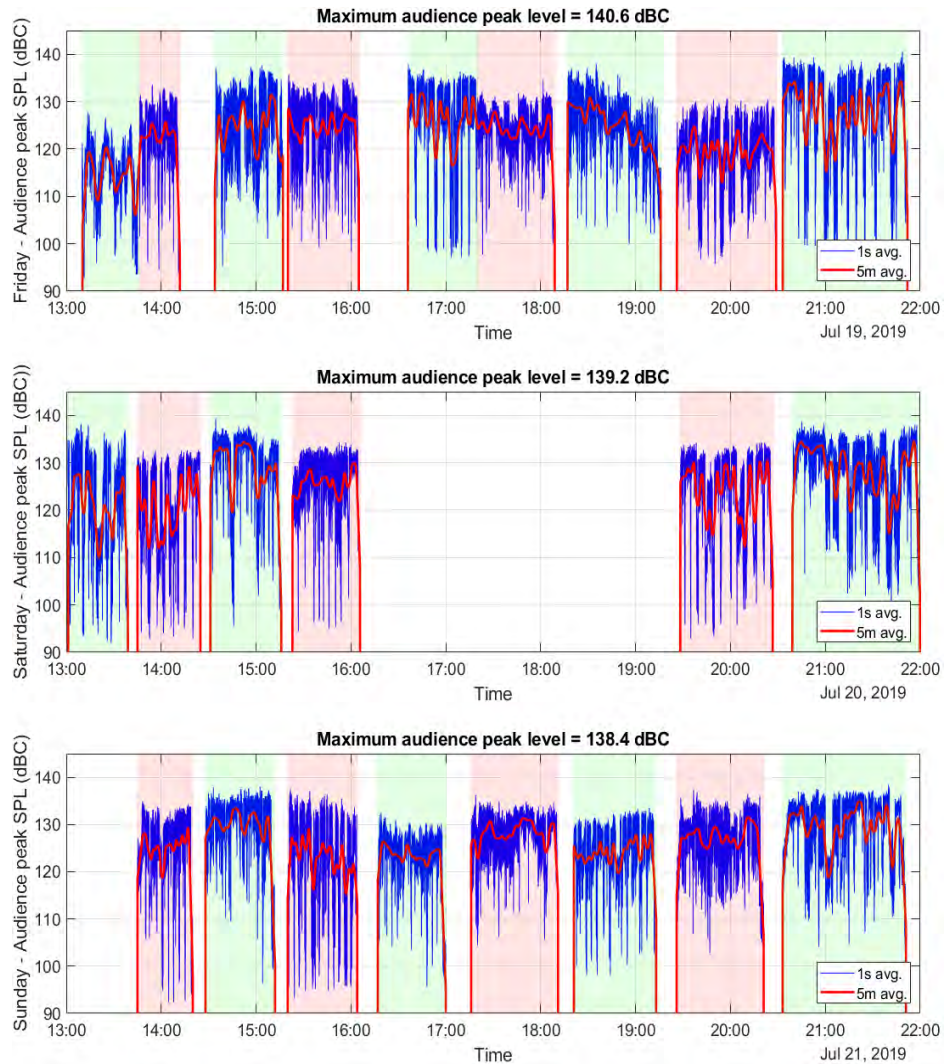 Maximum audience peak level = 140.6 dBC
Friday - Audience peak SPL (dBC)
140
130
120
110
100
90
1s avg.
5m avg.
13:00 14:00 15:00 16:00 17:00 18:00 19:00 20:00 21:00 22:00
Time
Jul 19, 2019
Maximum audience peak level = 139.2 dBC
Saturday - Audience peak SPL (dBC))
140
130
120
110
100
90
1s avg.
5m avg.
13:00 14:00 15:00 16:00 17:00 18:00 19:00 20:00 21:00 22:00
Time
Jul 20, 2019
Maximum audience peak level = 138.4 dBC
Sunday - Audience peak SPL (dBC)
140
130
120
110
100
90
1s avg.
5m avg.
13:00 14:00 15:00 16:00 17:00 18:00 19:00 20:00 21:00 22:00
Time
Jul 21, 2019